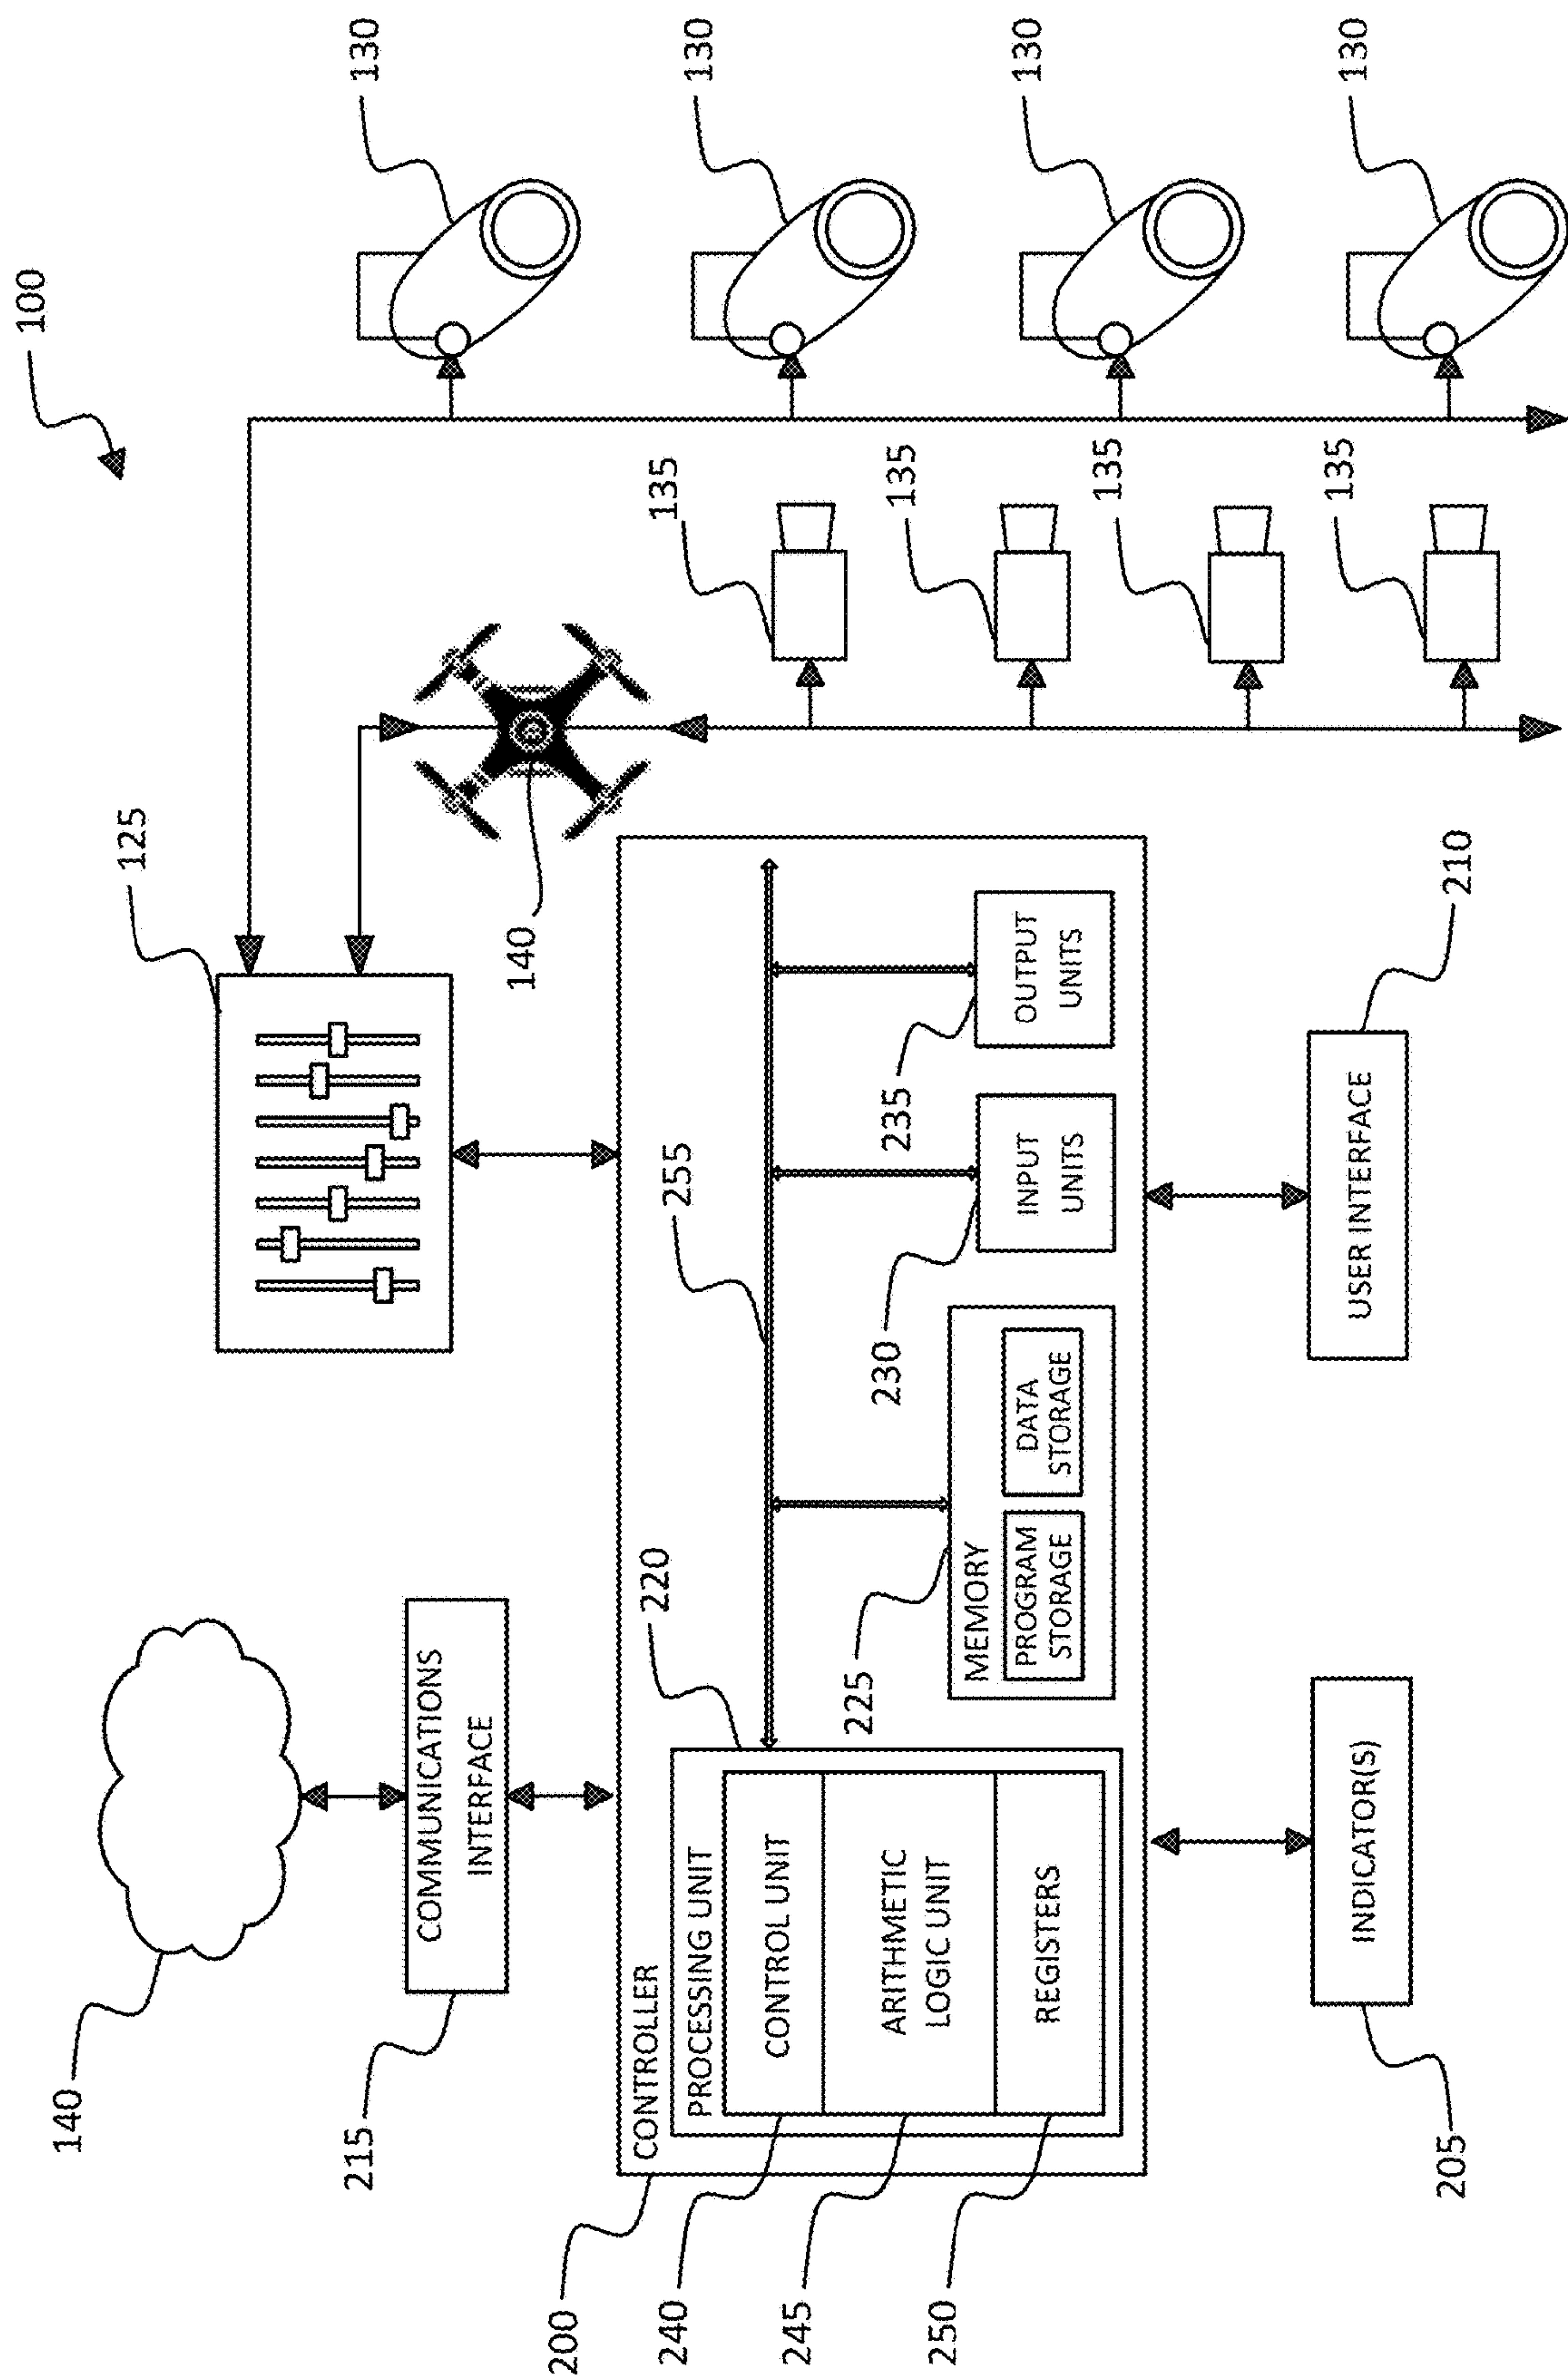 100
140
125
130
130
130
130
135
135
135
135
140
COMMUNICATIONS
INTERFACE
215
200
CONTROLLER
PROCESSING UNIT
220
CONTROL UNIT
240
ARITHMETIC
LOGIC UNIT
245
REGISTERS
250
255
225
MEMORY
PROGRAM
STORAGE
DATA
STORAGE
230
INPUT
UNITS
235
OUTPUT
UNITS
INDICATOR(S)
205
USER INTERFACE
210